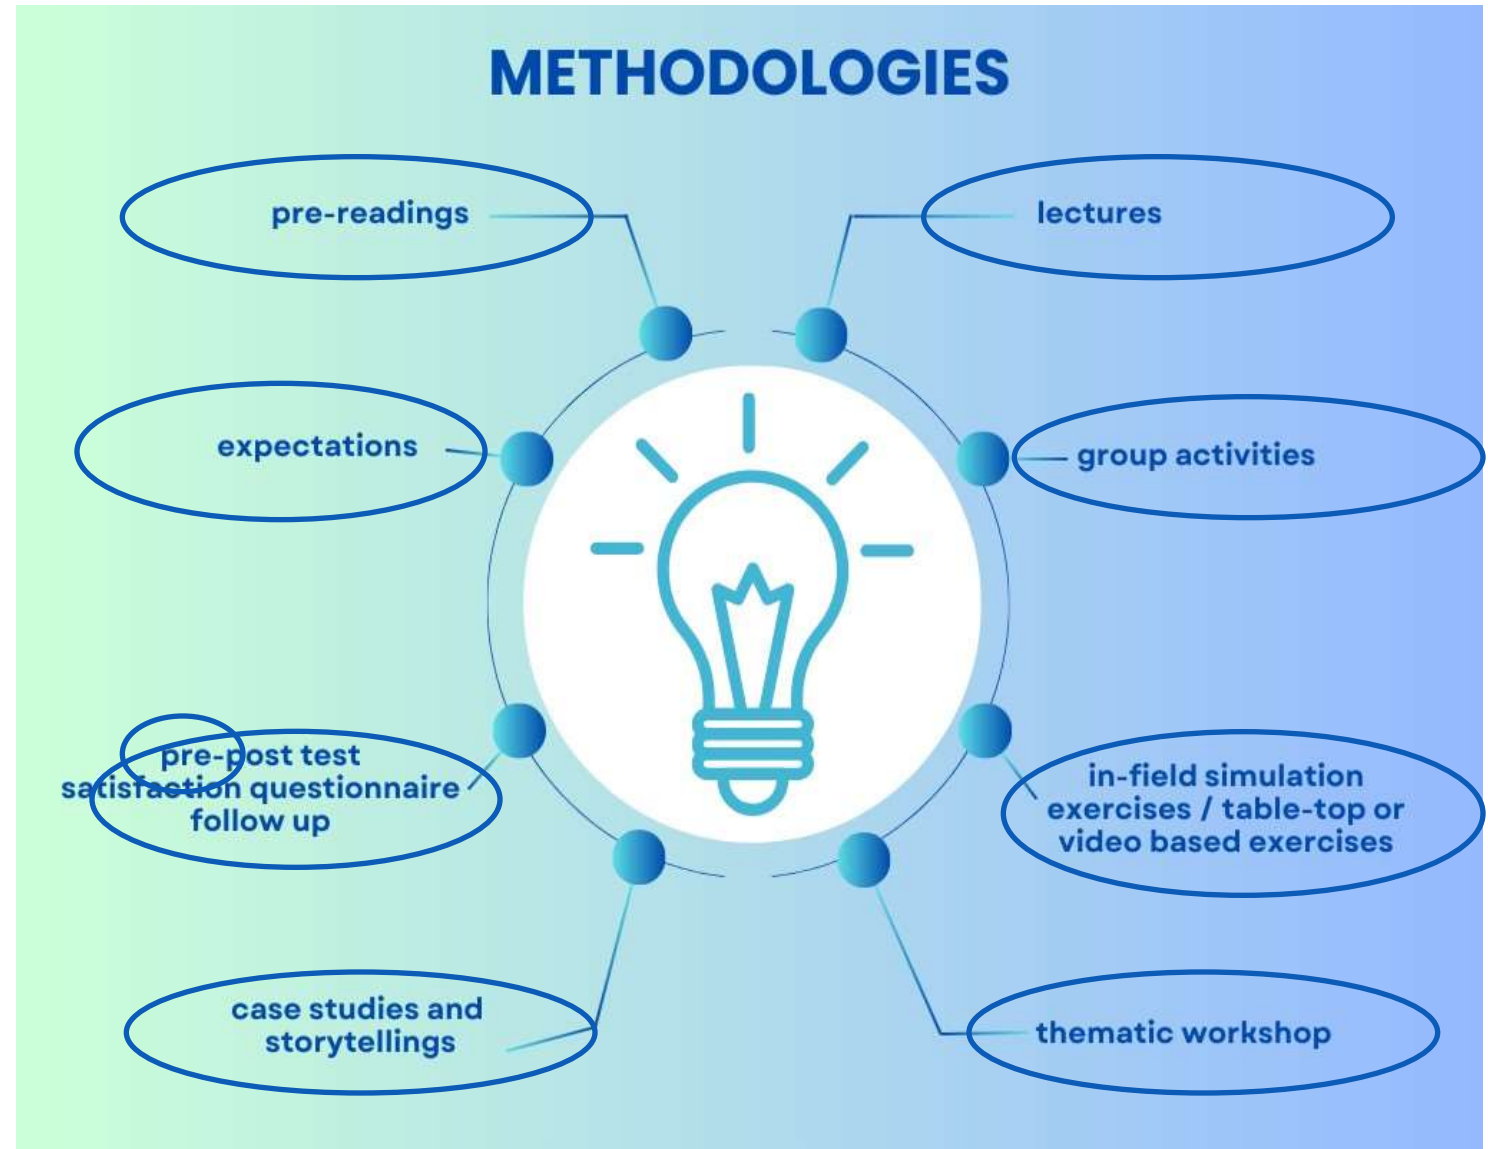 METHODOLOGIES
pre-readings
lectures
expectations
group activities
pre-post test
satisfaction questionnaire
follow up
in-field simulation
exercises / table-top or
video based exercises
case studies and
storytellings
thematic workshop